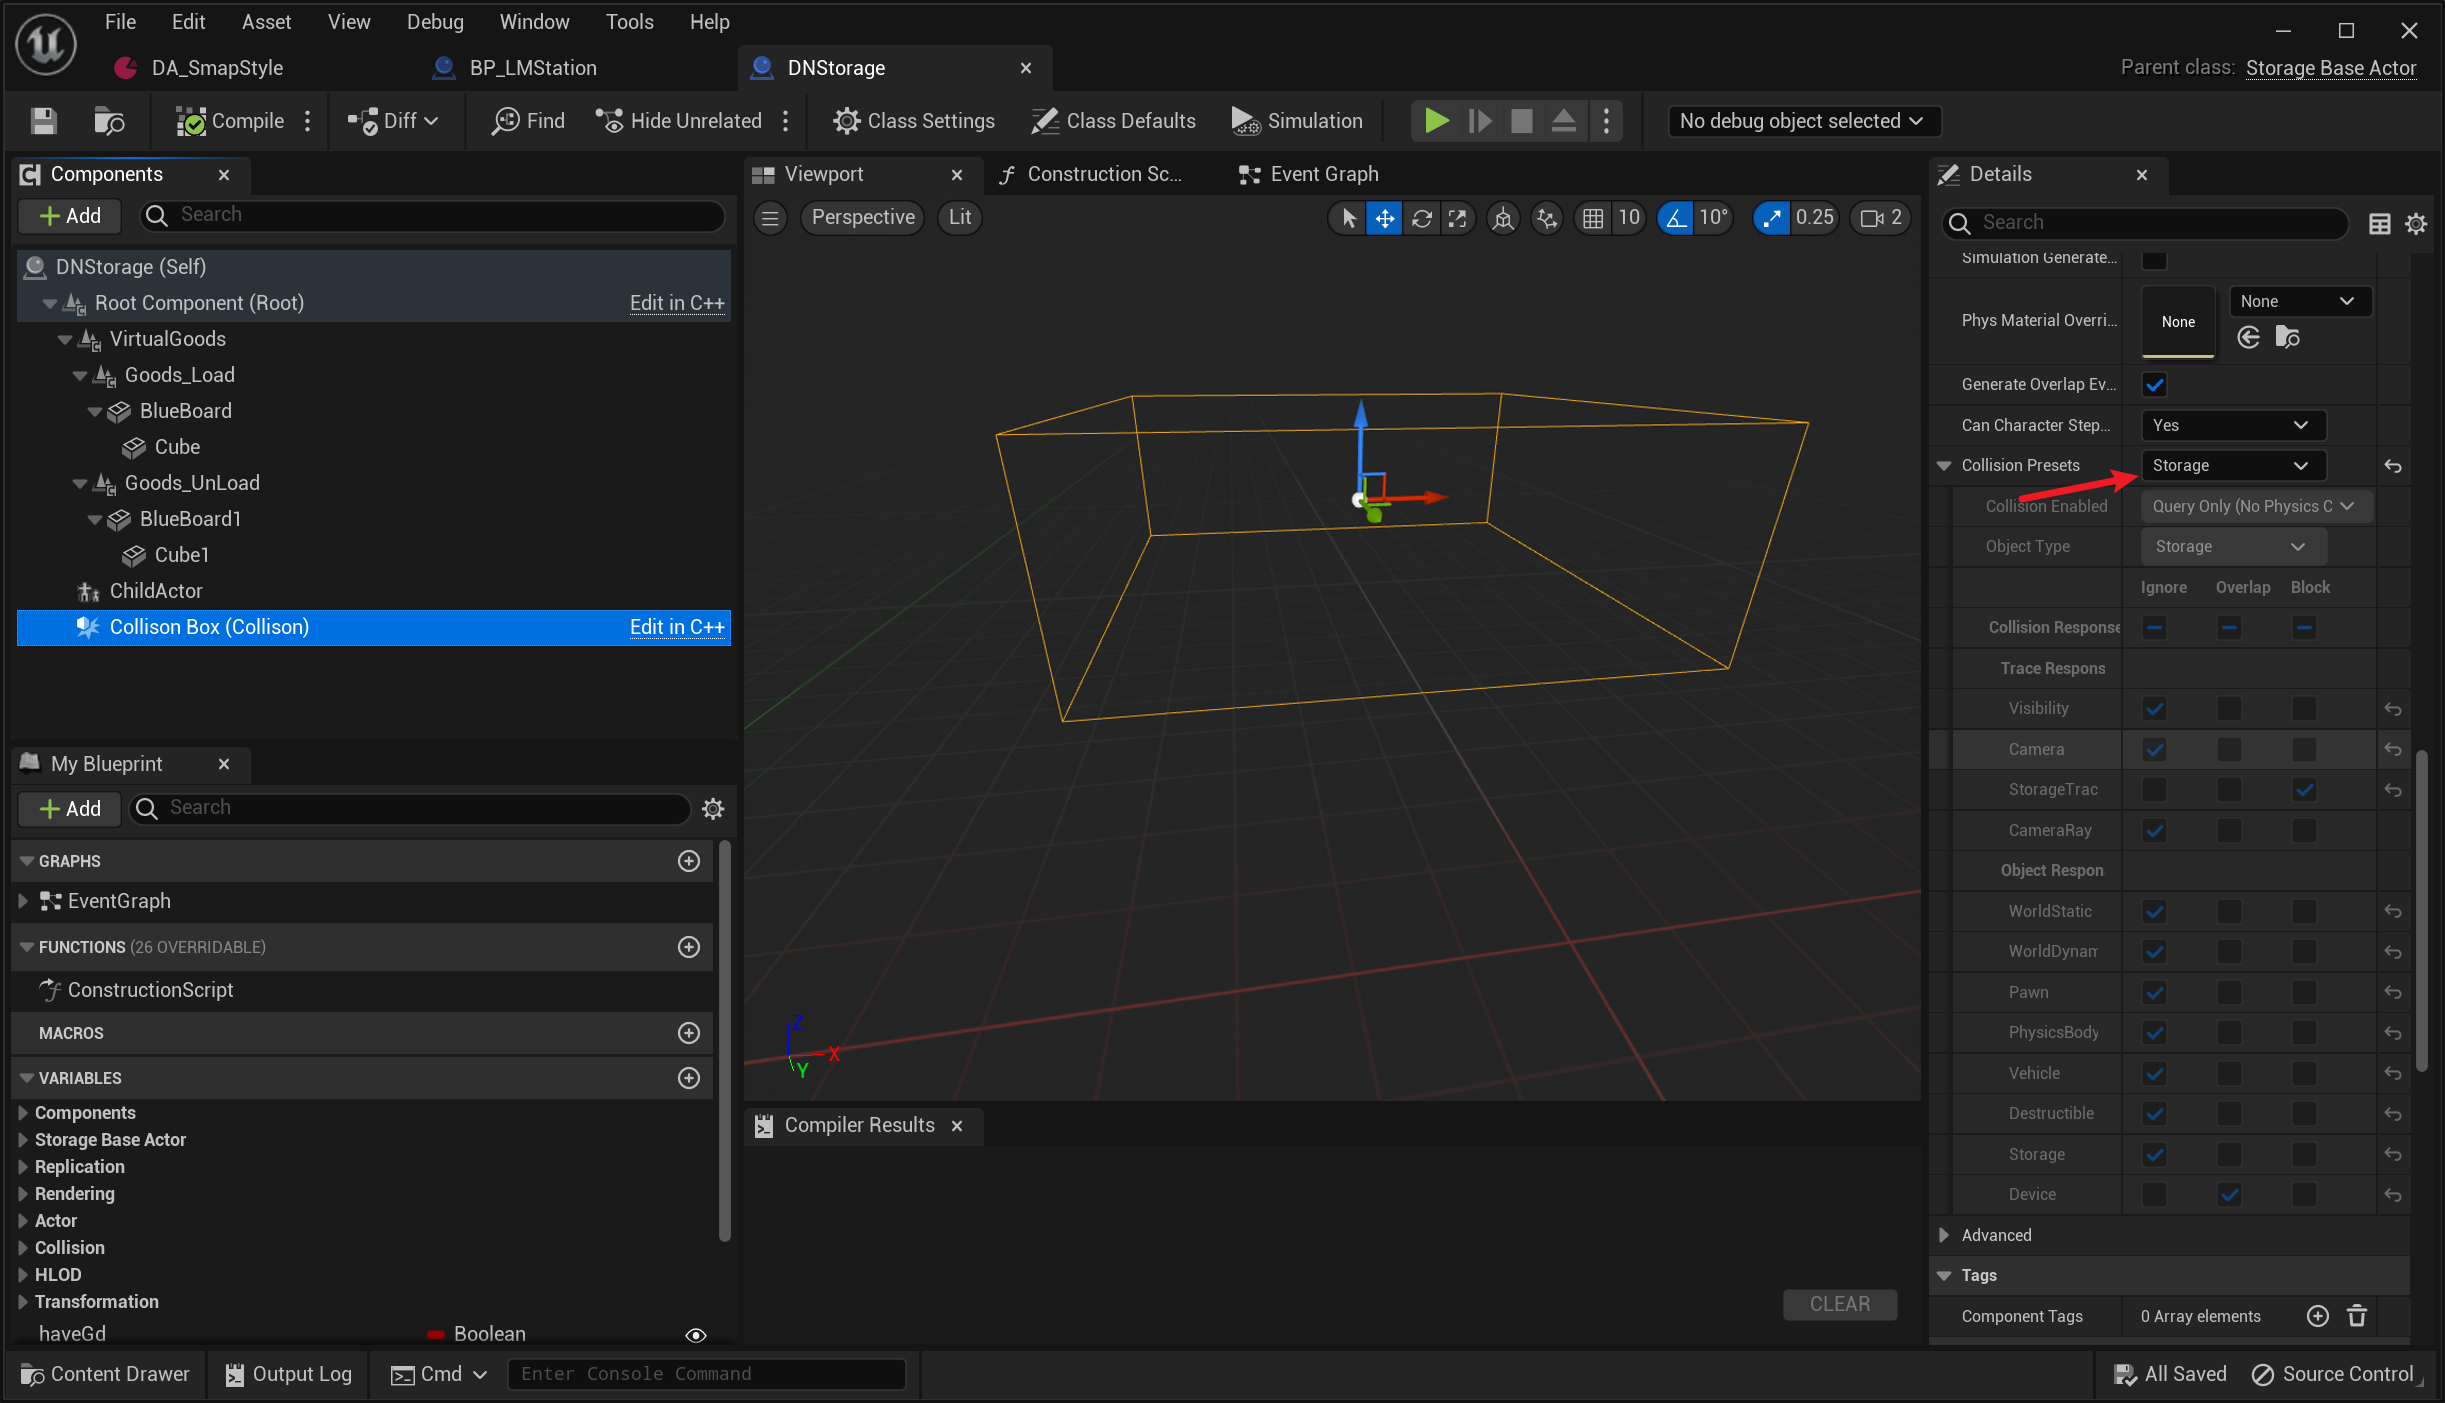 File Edit Asset View Debug Window Tools Help
DA_SmapStyle BP_LMStation DNStorage
Parent class: Storage Base Actor
Compile Diff Find Hide Unrelated Class Settings Class Defaults Simulation No debug object selected
Components
Add Search
DNStorage (Self)
Root Component (Root) Edit in C++
VirtualGoods
Goods_Load
BlueBoard
Cube
Goods_UnLoad
BlueBoard1
Cube1
ChildActor
Collison Box (Collison) Edit in C++
My Blueprint
Add Search
GRAPHS
EventGraph
FUNCTIONS (26 OVERRIDABLE)
ConstructionScript
MACROS
VARIABLES
Components
Storage Base Actor
Replication
Rendering
Actor
Collision
HLOD
Transformation
haveGd Boolean
Viewport Construction Sc... Event Graph
Perspective Lit 10 10° 0.25 2
Z
X
Y
Compiler Results
CLEAR
Details
Search
Simulation Generate...
Phys Material Overri... None None
Generate Overlap Ev...
Can Character Step... Yes
Collision Presets Storage
Collision Enabled Query Only (No Physics C
Object Type Storage
Ignore Overlap Block
Collision Response
Trace Respons
Visibility
Camera
StorageTrac
CameraRay
Object Respon
WorldStatic
WorldDynam
Pawn
PhysicsBody
Vehicle
Destructible
Storage
Device
Advanced
Tags
Component Tags 0 Array elements
Content Drawer Output Log Cmd Enter Console Command All Saved Source Control